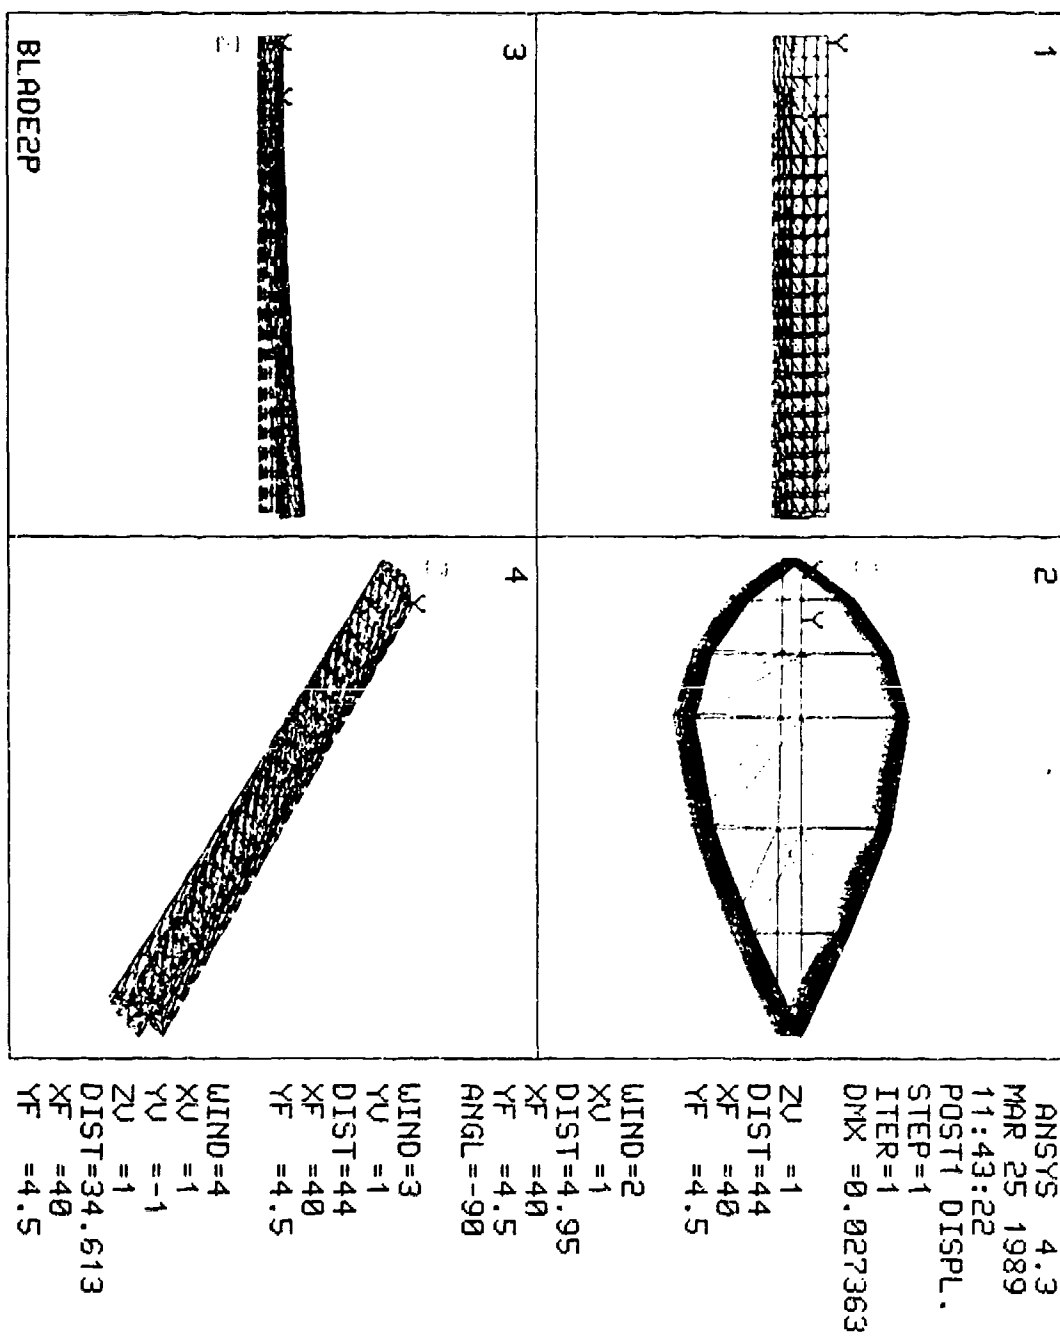 1
ANSYS 4.3
MAR 25 1989
11:43:22
POST1 DISPL.
STEP=1
ITER=1
DMX =0.027363
ZV =1
DIST=44
XF =40
YF =4.5
2
WIND=2
XV =1
DIST=4.95
XF =40
YF =4.5
ANGL=-90
3
WIND=3
YV =1
DIST=44
XF =40
YF =4.5
4
WIND=4
XV =1
YV =-1
ZV =1
DIST=34.613
XF =40
YF =4.5
BLADE2P